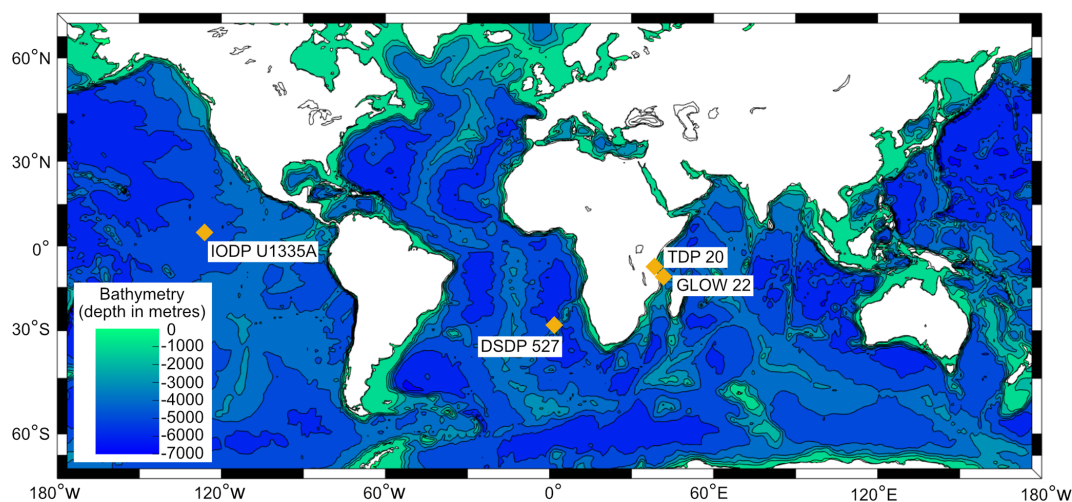 60°N
30°N
0°
30°S
60°S
IODP U1335A
TDP 20
GLOW 22
DSDP 527
Bathymetry
(depth in metres)
0
-1000
-2000
-3000
-4000
-5000
-6000
-7000
180°W
120°W
60°W
0°
60°E
120°E
180°W